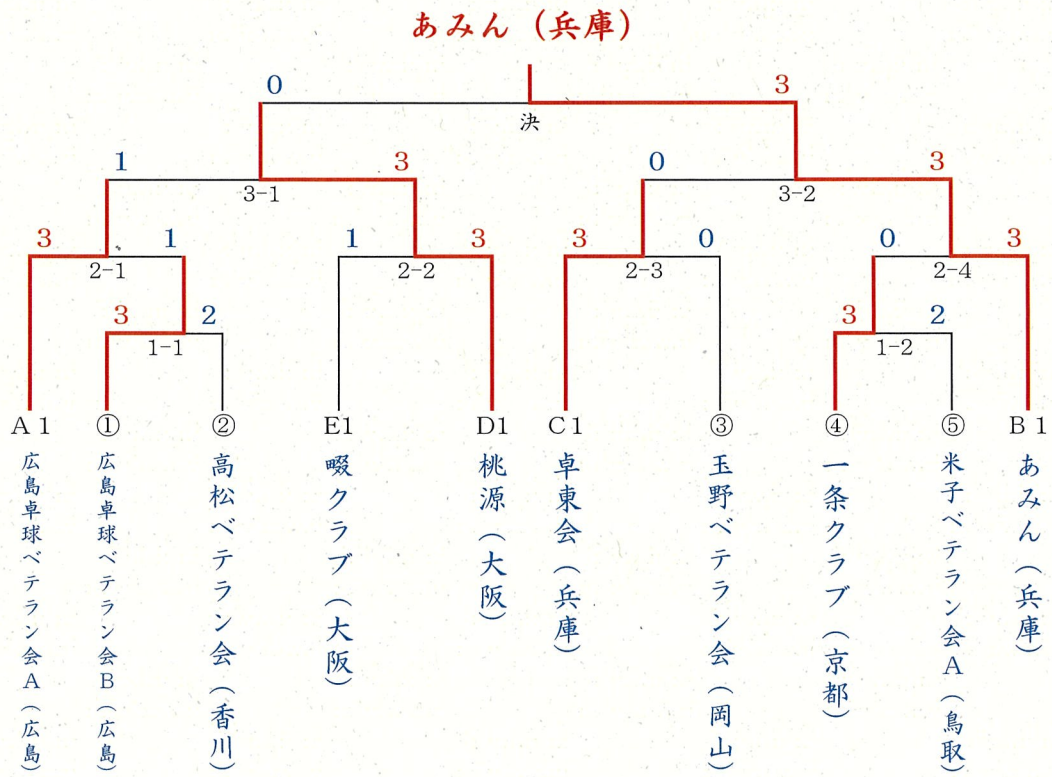 あみん（兵庫）
0 3
決
1 3 0 3
3-1 3-2
3 1 1 3 3 0 0 3
2-1 2-2 2-3 2-4
3 2 3 2
1-1 1-2
A1 ① ② E1 D1 C1 ③ ④ ⑤ B1
広島卓球ベテラン会A（広島）
広島卓球ベテラン会B（広島）
高松ベテラン会（香川）
畷クラブ（大阪）
桃源（大阪）
卓東会（兵庫）
玉野ベテラン会（岡山）
一条クラブ（京都）
米子ベテラン会A（鳥取）
あみん（兵庫）